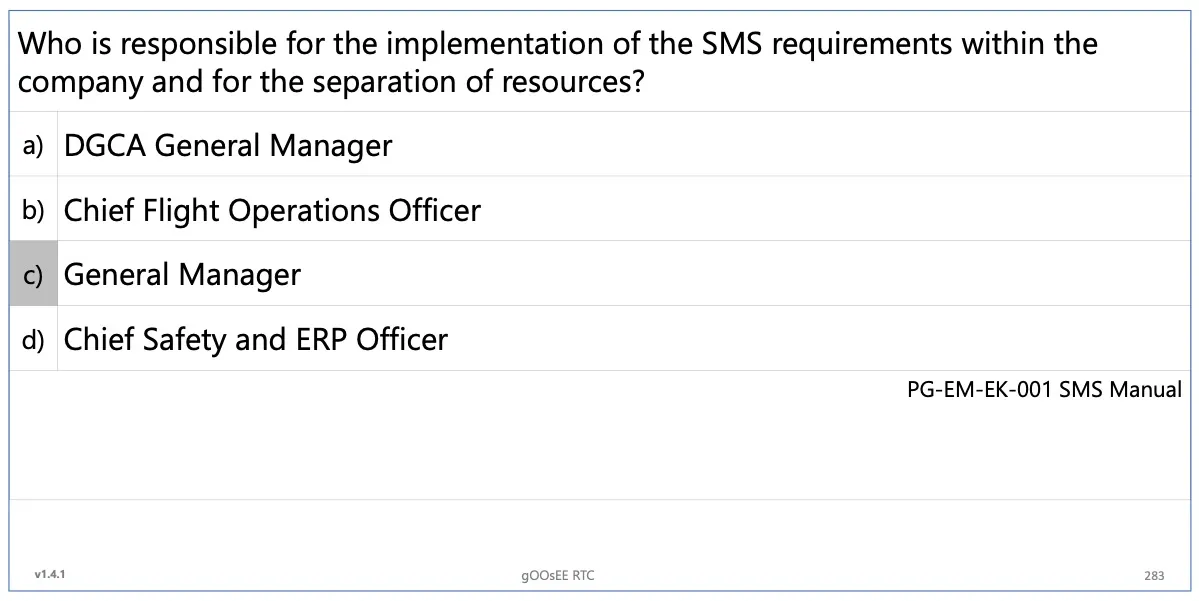 Who is responsible for the implementation of the SMS requirements within the
company and for the separation of resources?
a) DGCA General Manager
b) Chief Flight Operations Officer
c) General Manager
d) Chief Safety and ERP Officer
PG-EM-EK-001 SMS Manual
v1.4.1 gOOsEE RTC 283